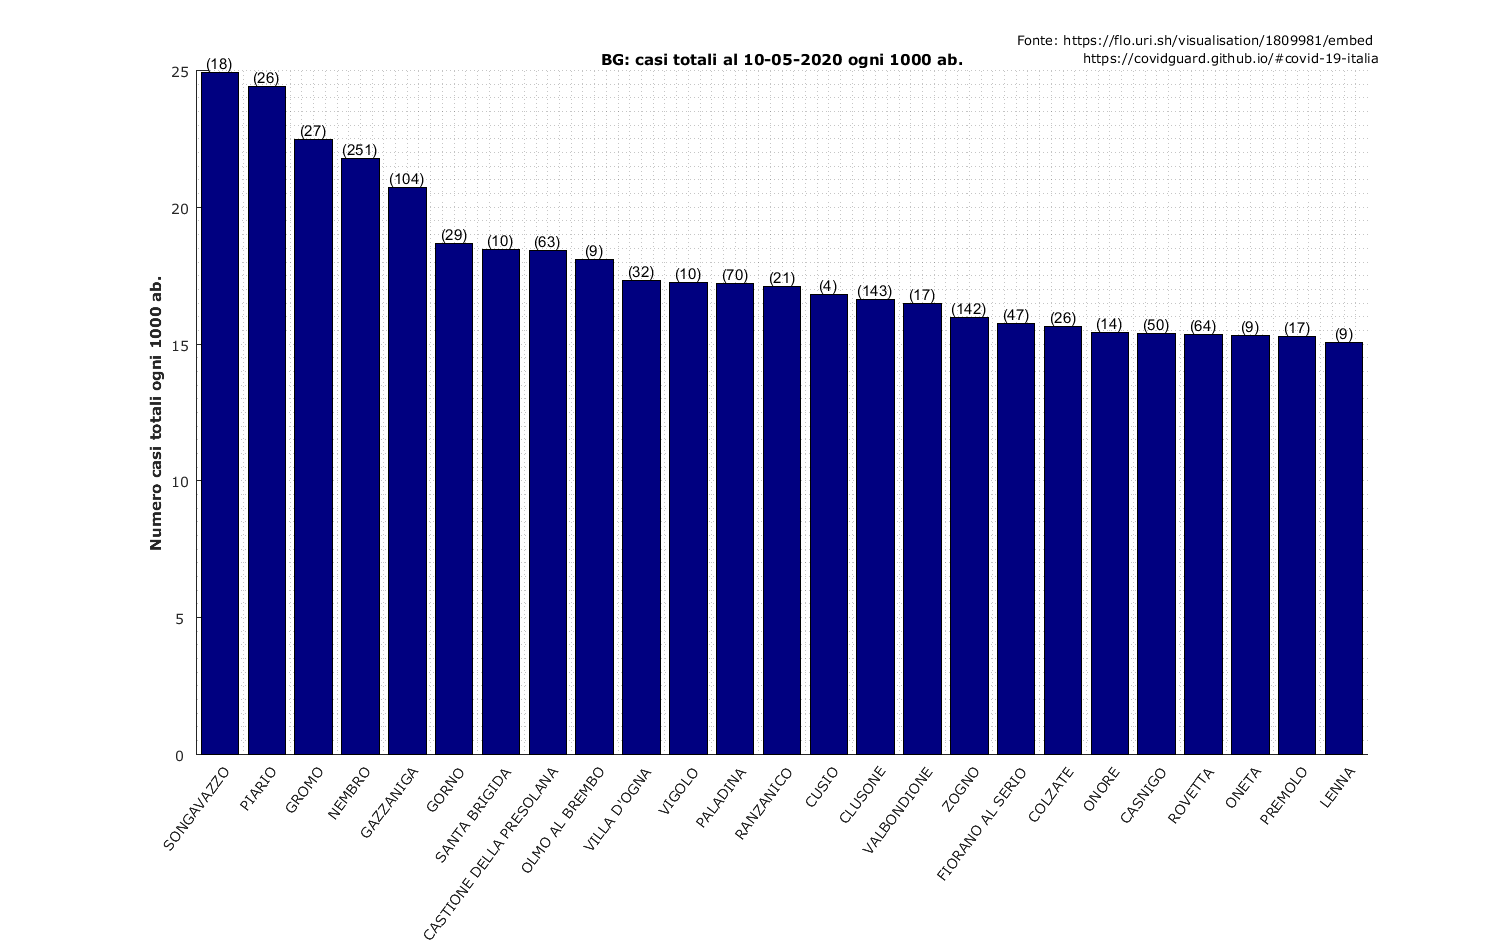 Fonte: https://flo.uri.sh/visualisation/1809981/embed
https://covidguard.github.io/#covid-19-italia
BG: casi totali al 10-05-2020 ogni 1000 ab.
Numero casi totali ogni 1000 ab.
25
20
15
10
5
0
(18)
(26)
(27)
(251)
(104)
(29)
(10)
(63)
(9)
(32)
(10)
(70)
(21)
(4)
(143)
(17)
(142)
(47)
(26)
(14)
(50)
(64)
(9)
(17)
(9)
SONGAVAZZO
PIARIO
GROMO
NEMBRO
GAZZANIGA
GORNO
SANTA BRIGIDA
CASTIONE DELLA PRESOLANA
OLMO AL BREMBO
VILLA D'OGNA
VIGOLO
PALADINA
RANZANICO
CUSIO
CLUSONE
VALBONDIONE
ZOGNO
FIORANO AL SERIO
COLZATE
ONORE
CASNIGO
ROVETTA
ONETA
PREMOLO
LENNA